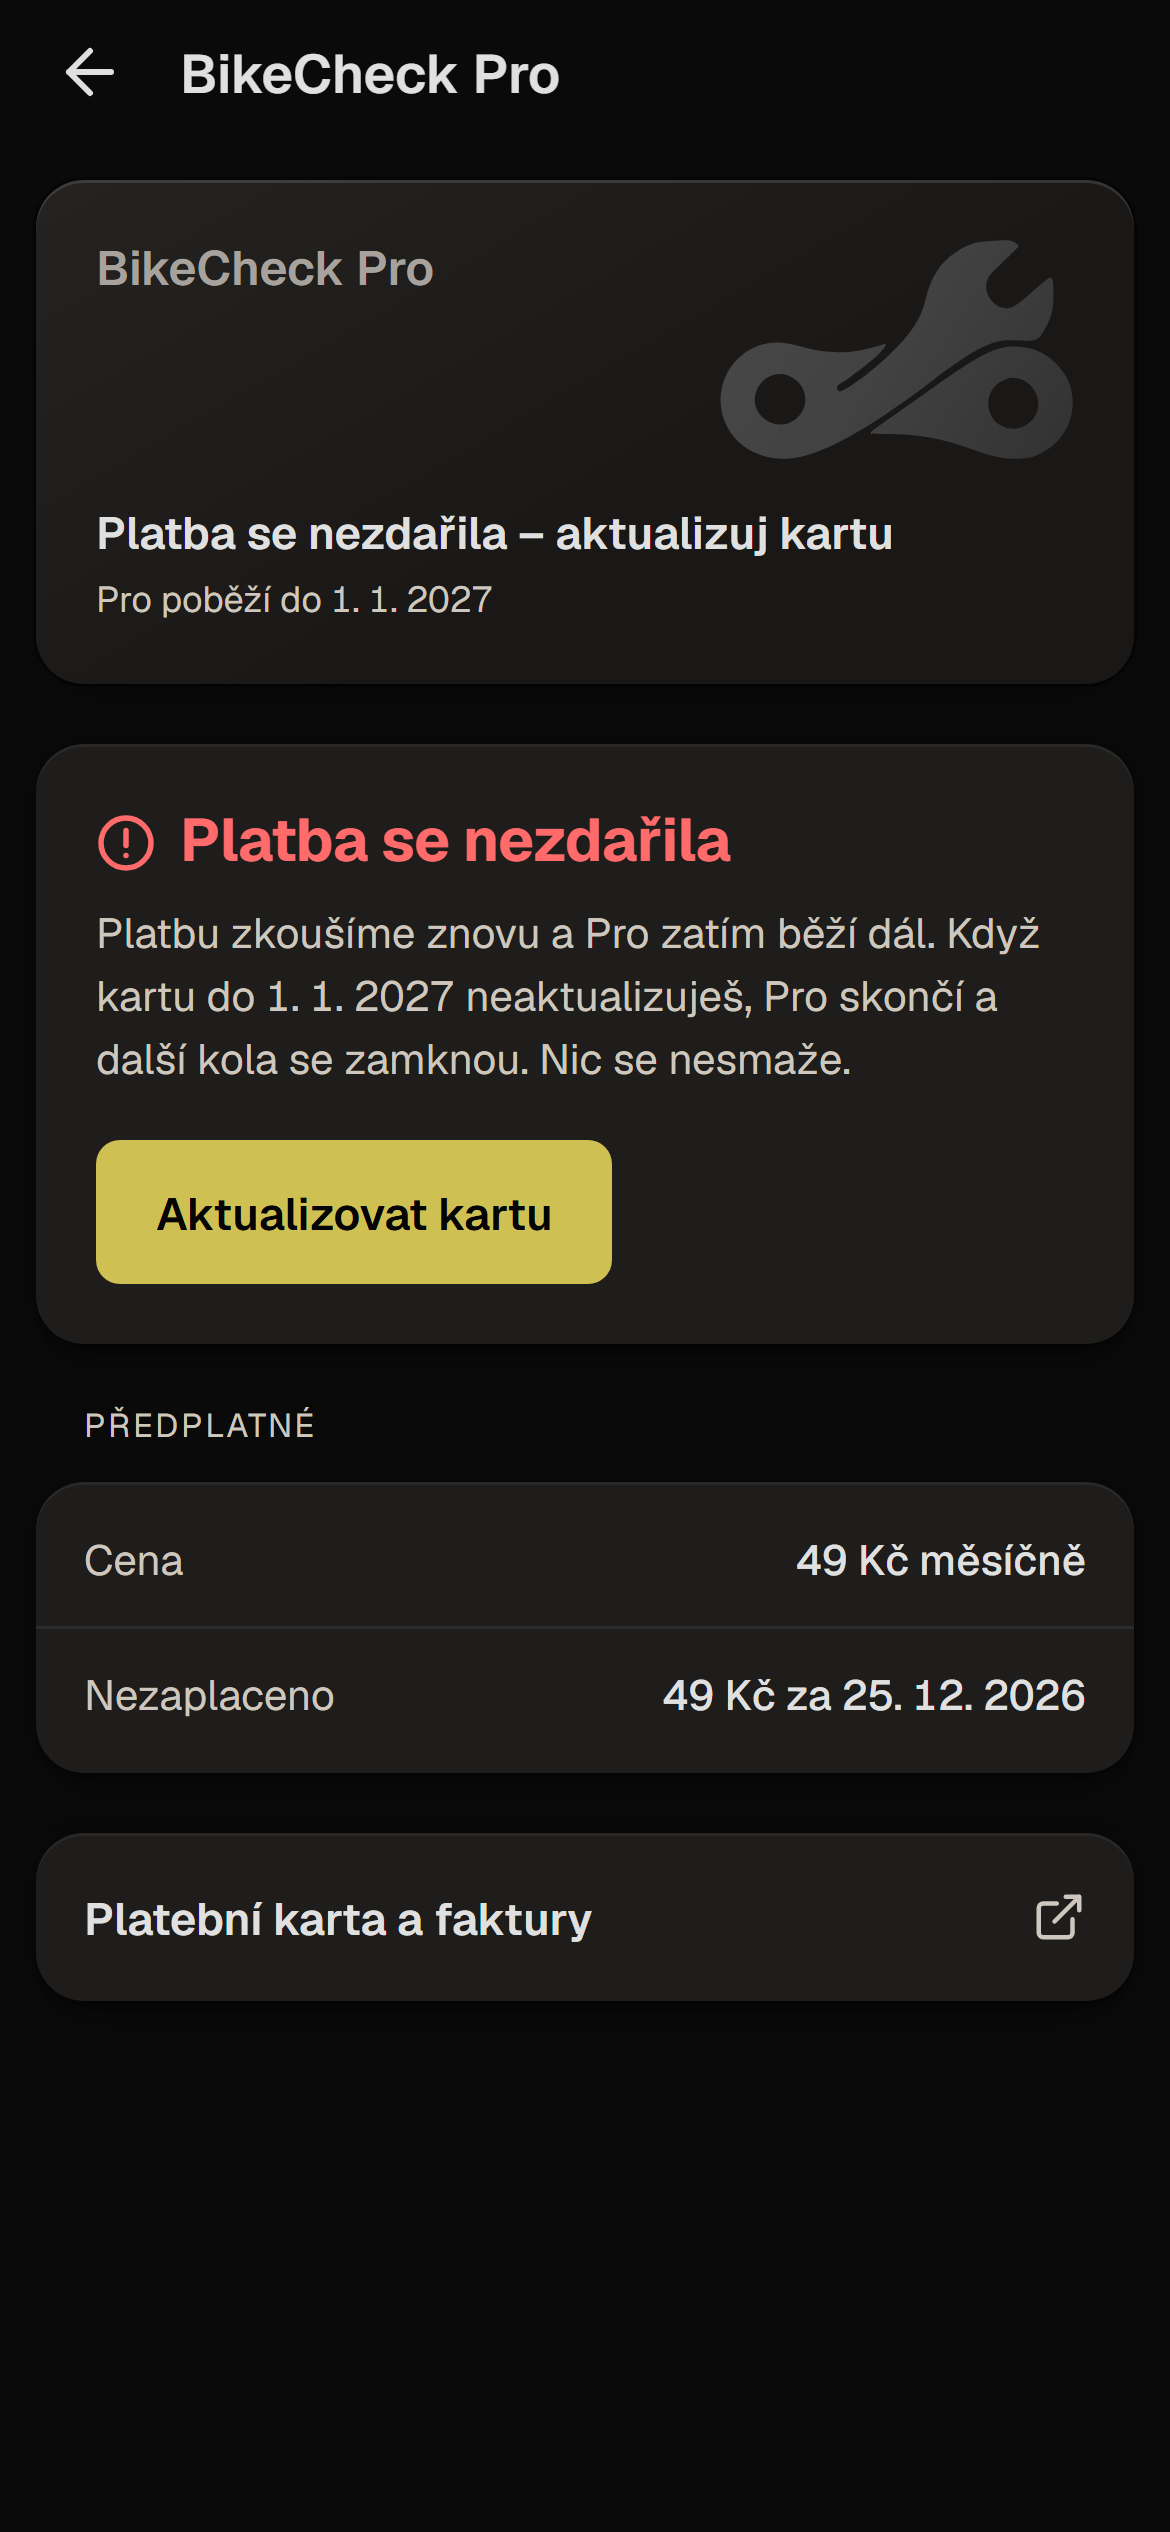 BikeCheck Pro
BikeCheck Pro
Platba se nezdařila – aktualizuj kartu
Pro poběží do 1. 1. 2027
Platba se nezdařila
Platbu zkoušíme znovu a Pro zatím běží dál. Když
kartu do 1. 1. 2027 neaktualizuješ, Pro skončí a
další kola se zamknou. Nic se nesmaže.
Aktualizovat kartu
PŘEDPLATNÉ
Cena
49 Kč měsíčně
Nezaplaceno
49 Kč za 25. 12. 2026
Platební karta a faktury